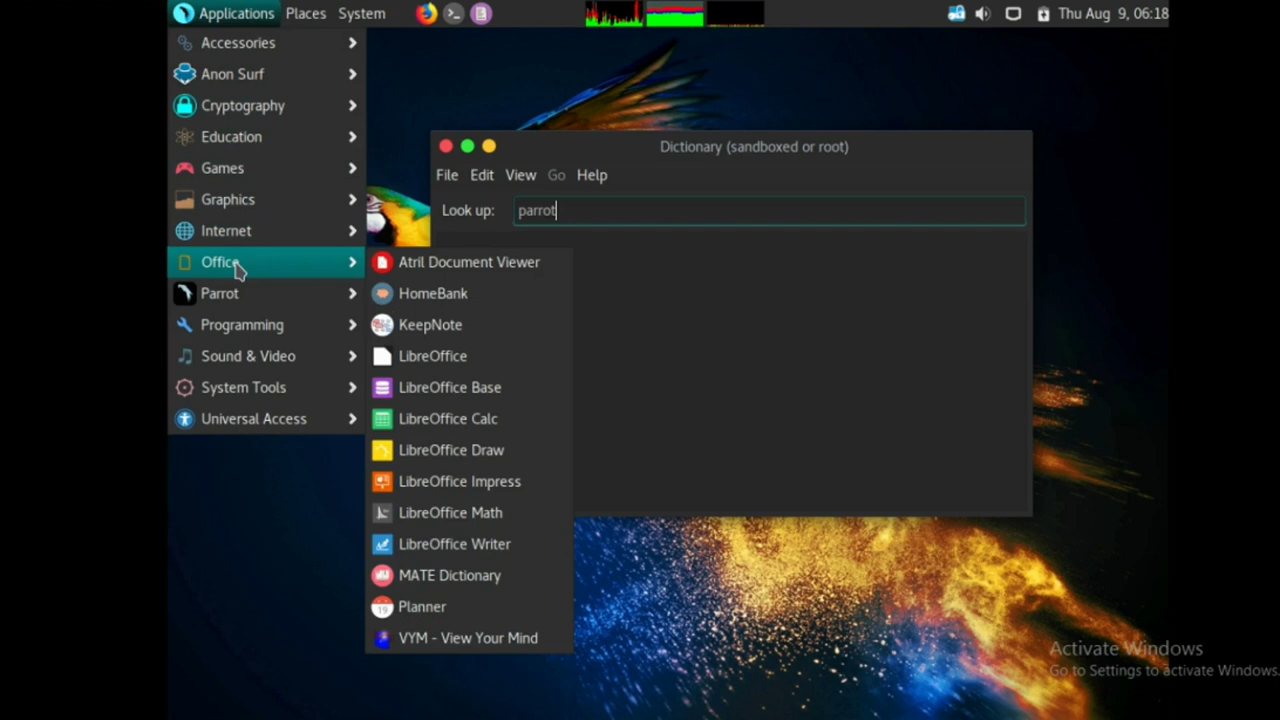 Applications Places System Thu Aug 9, 06:18
Accessories
Anon Surf
Cryptography
Education
Games
Graphics
Internet
Office
Parrot
Programming
Sound & Video
System Tools
Universal Access
Atril Document Viewer
HomeBank
KeepNote
LibreOffice
LibreOffice Base
LibreOffice Calc
LibreOffice Draw
LibreOffice Impress
LibreOffice Math
LibreOffice Writer
MATE Dictionary
19 Planner
VYM - View Your Mind
Dictionary (sandboxed or root)
File Edit View Go Help
Look up: parrot
Activate Windows
Go to Settings to activate Windows.